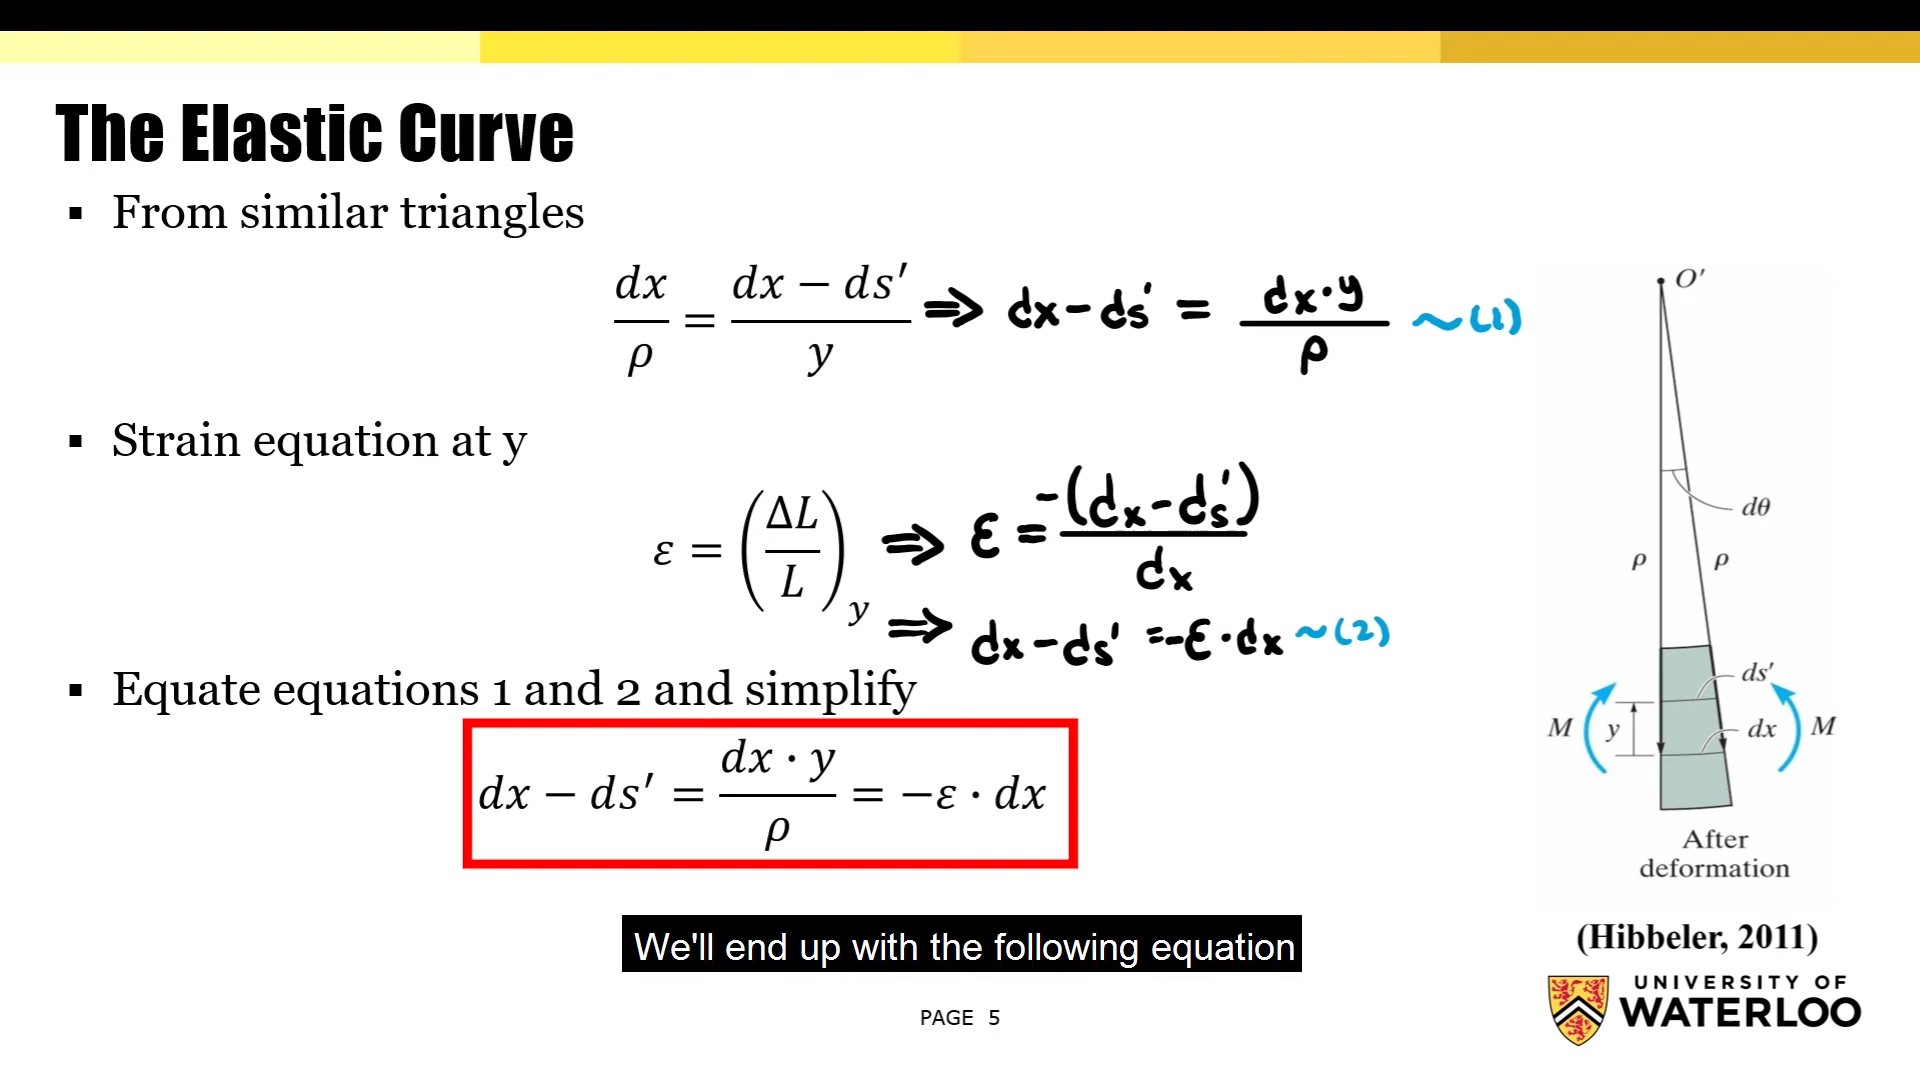 The Elastic Curve
▪ From similar triangles
dx/ρ = (dx − ds′)/y ⇒ dx − ds′ = (dx·y)/ρ ~(1)
▪ Strain equation at y
ε = (ΔL/L)_y ⇒ ε = −(dx − ds′)/dx
⇒ dx − ds′ = −ε·dx ~(2)
▪ Equate equations 1 and 2 and simplify
dx − ds′ = (dx · y)/ρ = −ε · dx
O′
dθ
ρ ρ
ds′
M y dx M
After
deformation
(Hibbeler, 2011)
We'll end up with the following equation
PAGE 5
UNIVERSITY OF
WATERLOO